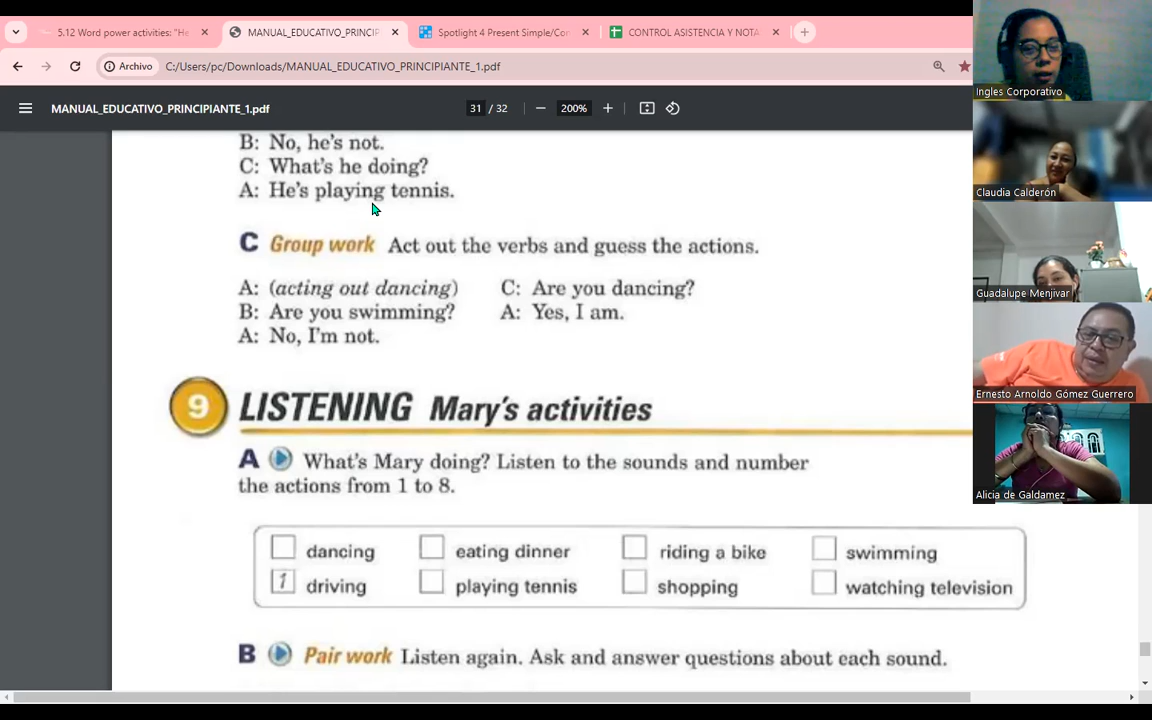 5.12 Word power activities: "He
MANUAL_EDUCATIVO_PRINCIP
Spotlight 4 Present Simple/Con
CONTROL ASISTENCIA Y NOTA
Archivo
C:/Users/pc/Downloads/MANUAL_EDUCATIVO_PRINCIPIANTE_1.pdf
MANUAL_EDUCATIVO_PRINCIPIANTE_1.pdf
31 / 32
200%
B: No, he's not.
C: What's he doing?
A: He's playing tennis.
C Group work Act out the verbs and guess the actions.
A: (acting out dancing)
B: Are you swimming?
A: No, I'm not.
C: Are you dancing?
A: Yes, I am.
9 LISTENING Mary's activities
A What's Mary doing? Listen to the sounds and number
the actions from 1 to 8.
dancing eating dinner riding a bike swimming
1 driving playing tennis shopping watching television
B Pair work Listen again. Ask and answer questions about each sound.
Ingles Corporativo
Claudia Calderón
Guadalupe Menjivar
Ernesto Arnoldo Gómez Guerrero
Alicia de Galdamez